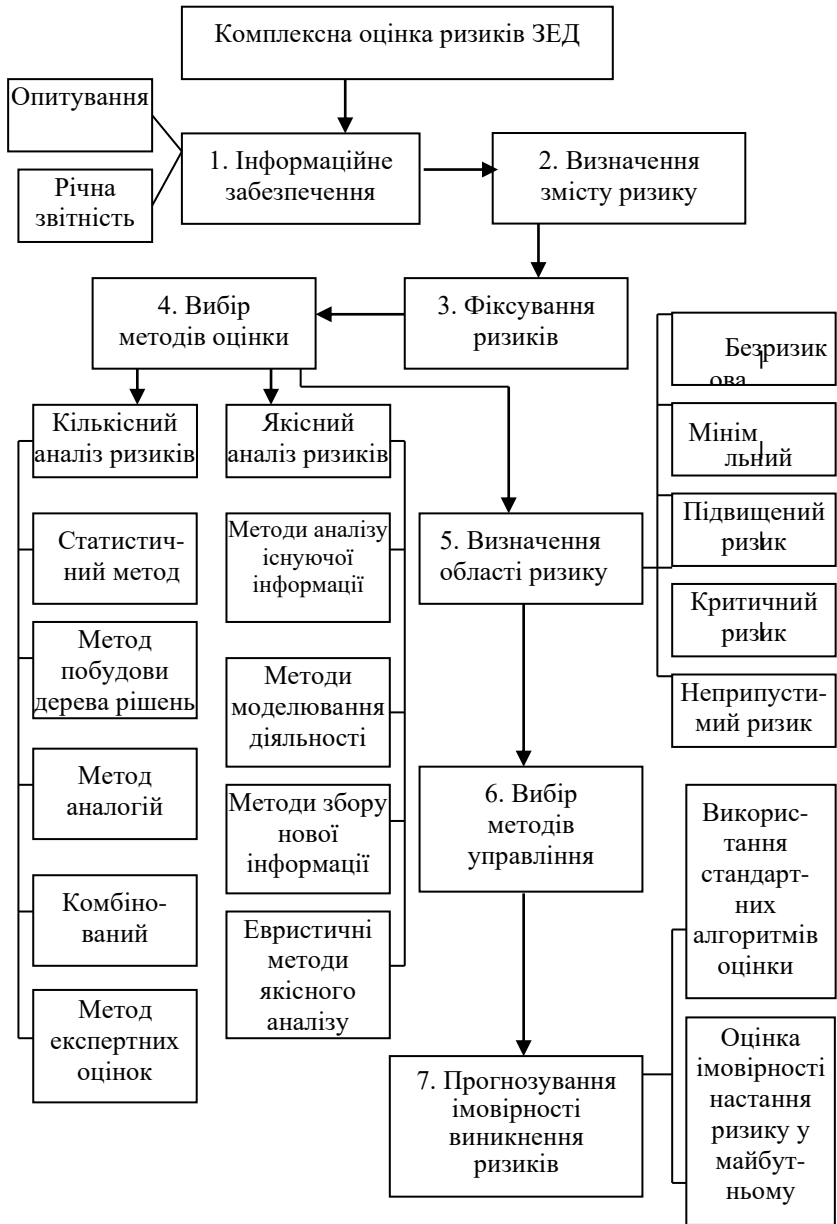 Комплексна оцінка ризиків ЗЕД
Опитування
Річна
звітність
1. Інформаційне
забезпечення
2. Визначення
змісту ризику
3. Фіксування
ризиків
4. Вибір
методів оцінки
Кількісний
аналіз ризиків
Статистич-
ний метод
Метод
побудови
дерева рішень
Метод
аналогій
Комбіно-
ваний
Метод
експертних
оцінок
Якісний
аналіз ризиків
Методи аналізу
існуючої
інформації
Методи
моделювання
діяльності
Методи збору
нової
інформації
Евристичні
методи
якісного
аналізу
5. Визначення
області ризику
Безризик
ова
Мінім
льний
Підвищений
ризик
Критичний
ризик
Неприпусти-
мий ризик
6. Вибір
методів
управління
7. Прогнозування
імовірності
виникнення
ризиків
Викорис-
тання
стандарт-
них
алгоритмів
оцінки
Оцінка
імовірності
настання
ризику у
майбут-
ньому